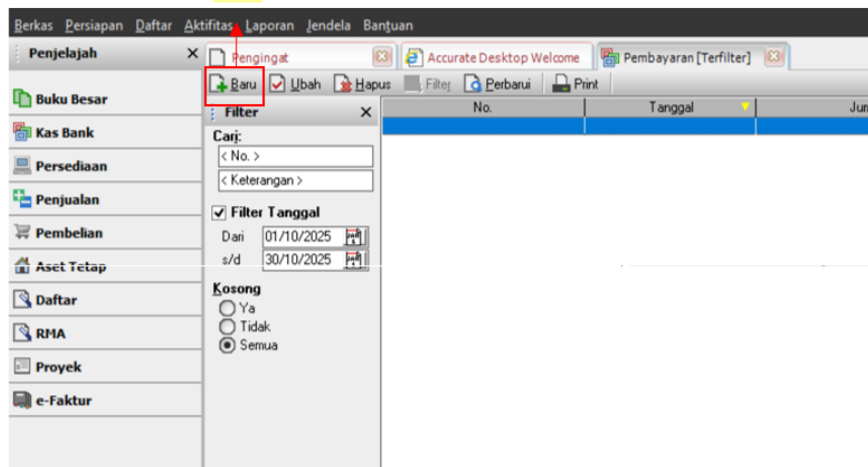 Berkas Persiapan Daftar Aktifitas Laporan Jendela Bantuan
Penjelajah
Pengingat Accurate Desktop Welcome Pembayaran [Terfilter]
Baru Ubah Hapus Filter Perbarui Print
Buku Besar
Kas Bank
Persediaan
Penjualan
Pembelian
Aset Tetap
Daftar
RMA
Proyek
e-Faktur
Filter
Cari:
< No. >
< Keterangan >
Filter Tanggal
Dari 01/10/2025
s/d 30/10/2025
Kosong
Ya
Tidak
Semua
No. Tanggal